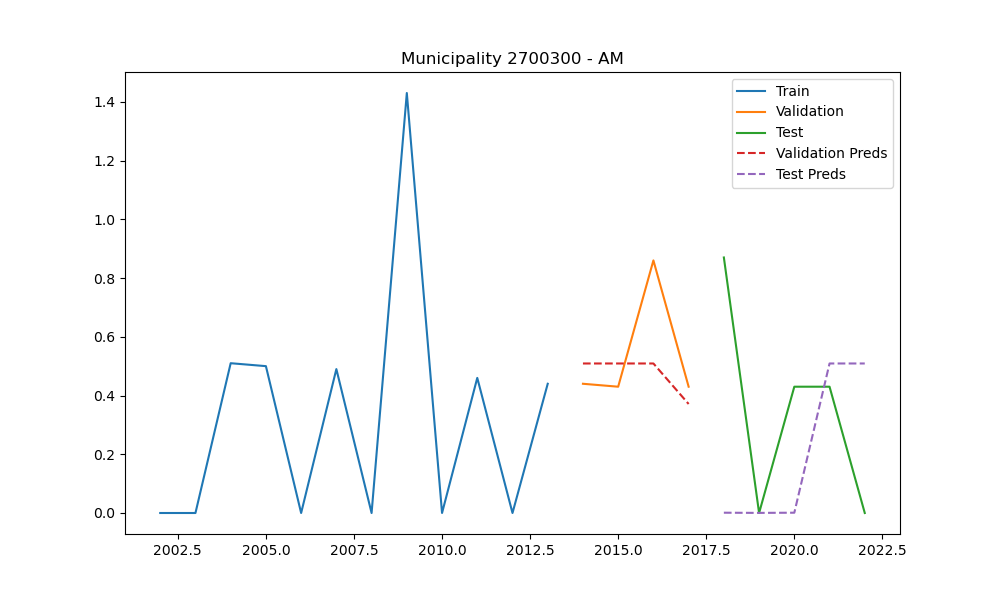 Municipality 2700300 - AM
1.4
1.2
1.0
0.8
0.6
0.4
0.2
0.0
2002.5 2005.0 2007.5 2010.0 2012.5 2015.0 2017.5 2020.0 2022.5
Train
Validation
Test
Validation Preds
Test Preds